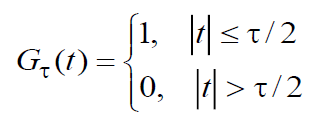 G_τ(t) = { 1, |t| ≤ τ/2
0, |t| > τ/2